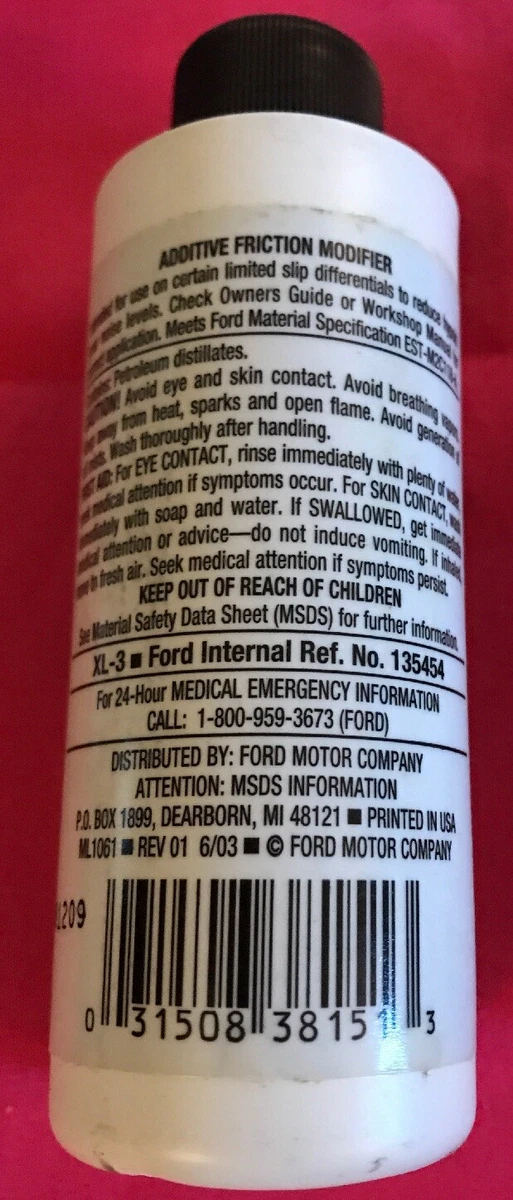 ADDITIVE FRICTION MODIFIER
for use on certain limited slip differentials to reduce
noise levels. Check Owners Guide or Workshop Manual
application. Meets Ford Material Specification
Petroleum distillates.
CAUTION! Avoid eye and skin contact. Avoid breathing
away from heat, sparks and open flame. Avoid
Wash thoroughly after handling.
FIRST AID: For EYE CONTACT, rinse immediately with plenty of water
medical attention if symptoms occur. For SKIN CONTACT,
with soap and water. If SWALLOWED, get
attention or advice—do not induce vomiting. If inhaled,
to fresh air. Seek medical attention if symptoms persist.
KEEP OUT OF REACH OF CHILDREN
See Material Safety Data Sheet (MSDS) for further information.
XL-3 ■ Ford Internal Ref. No. 135454
For 24-Hour MEDICAL EMERGENCY INFORMATION
CALL: 1-800-959-3673 (FORD)
DISTRIBUTED BY: FORD MOTOR COMPANY
ATTENTION: MSDS INFORMATION
P.O. BOX 1899, DEARBORN, MI 48121 ■ PRINTED IN USA
ML1061 ■ REV 01 6/03 ■ © FORD MOTOR COMPANY
0 31508 3815 3